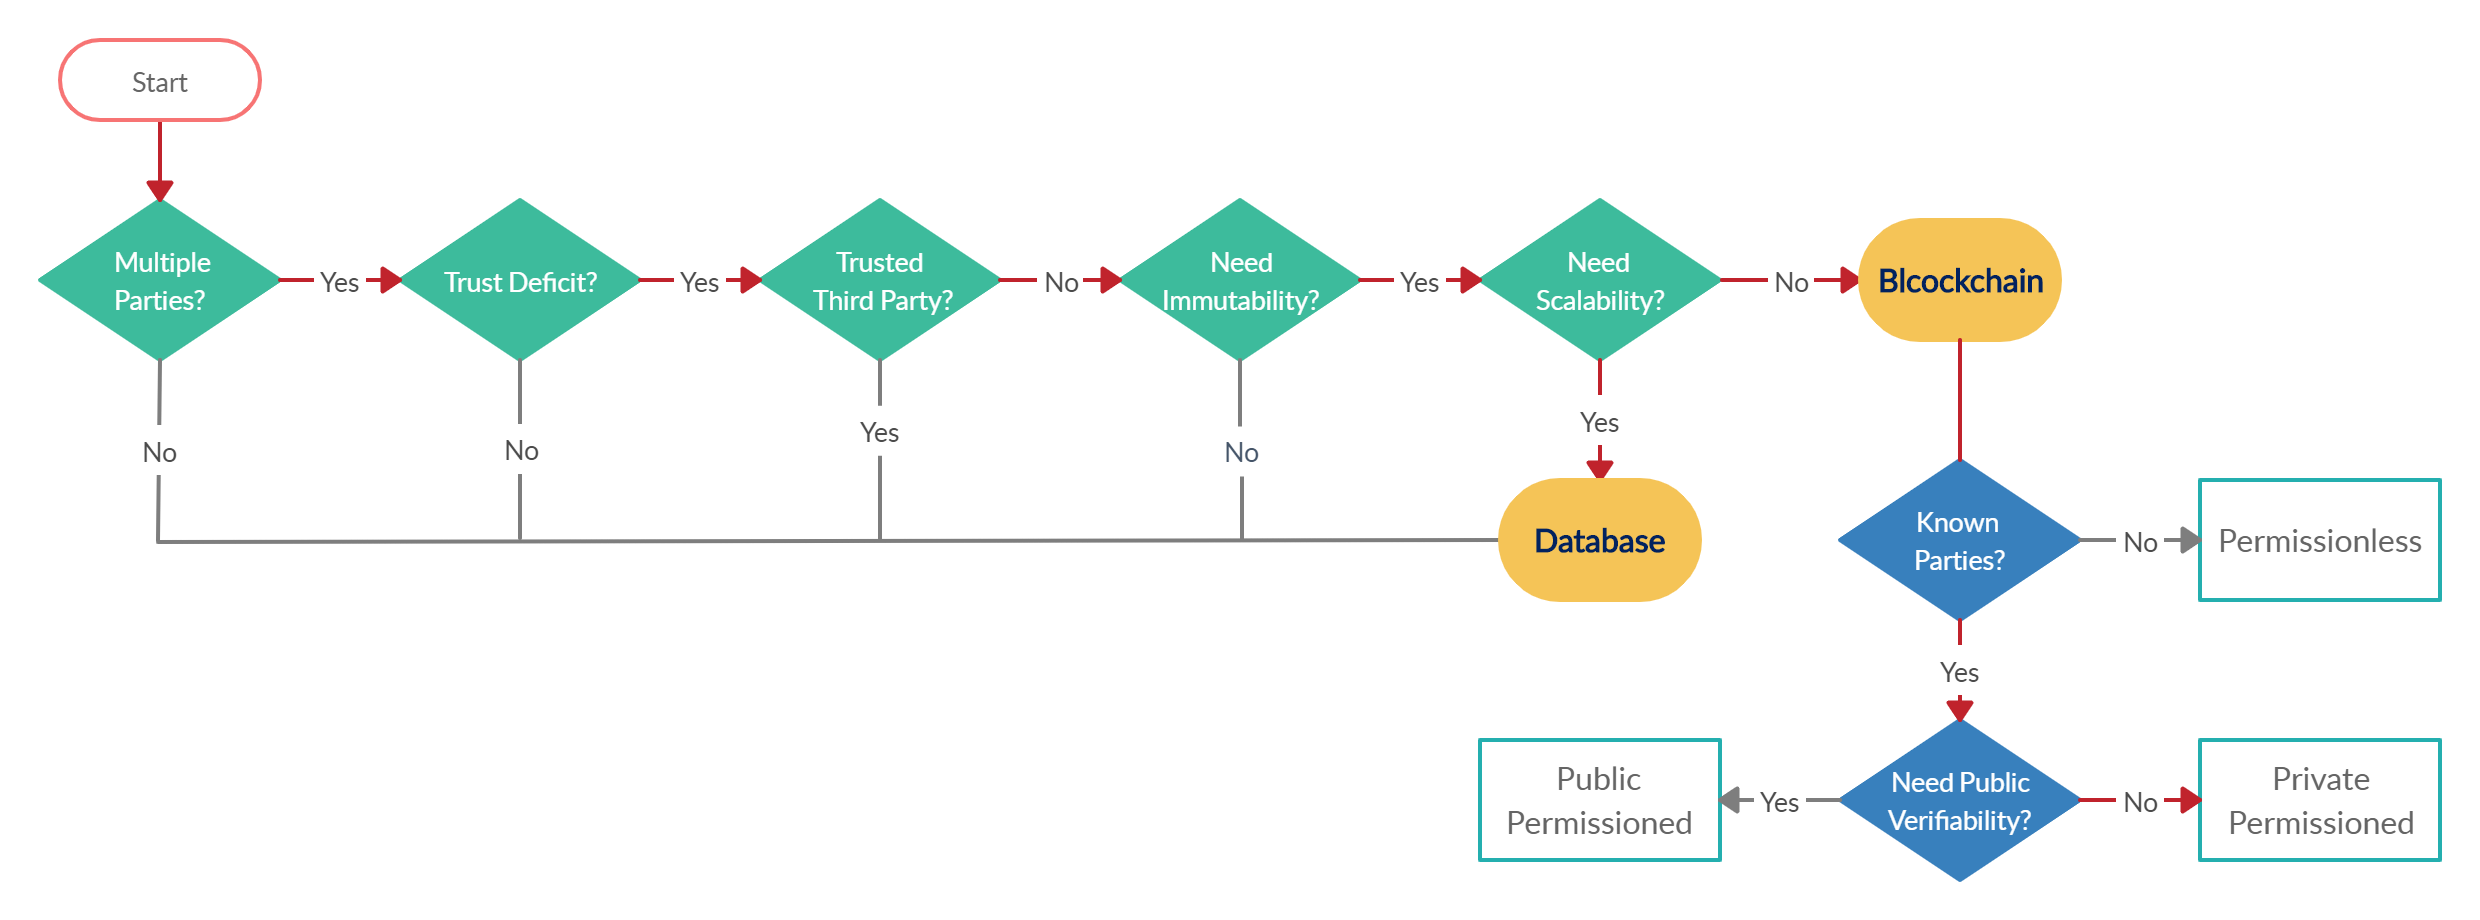 Start
Multiple
Parties?
Yes
Trust Deficit?
Yes
Trusted
Third Party?
No
Need
Immutability?
Yes
Need
Scalability?
No
Blcockchain
No
No
Yes
No
Yes
Database
Known
Parties?
No
Permissionless
Yes
Public
Permissioned
Yes
Need Public
Verifiability?
No
Private
Permissioned